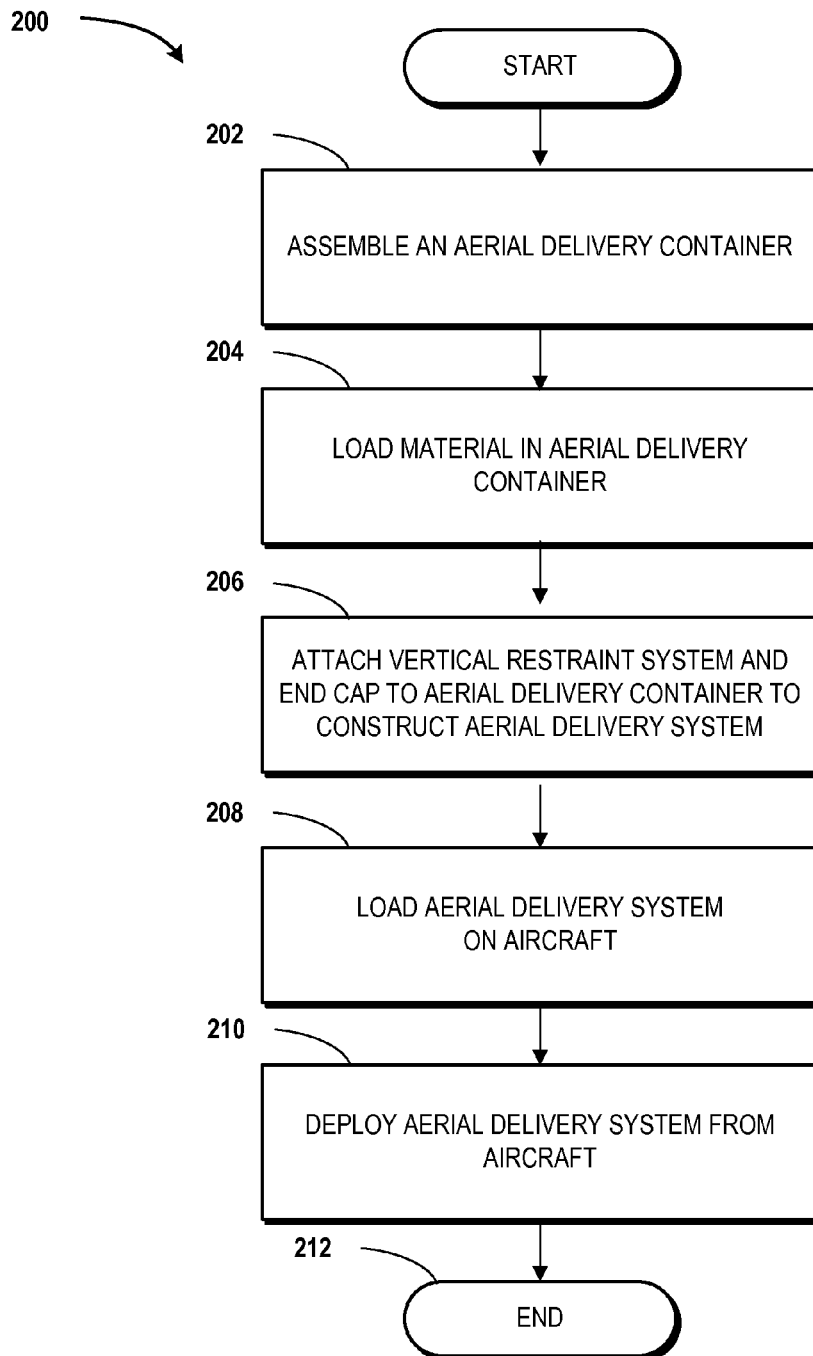 200
START
202
ASSEMBLE AN AERIAL DELIVERY CONTAINER
204
LOAD MATERIAL IN AERIAL DELIVERY
CONTAINER
206
ATTACH VERTICAL RESTRAINT SYSTEM AND
END CAP TO AERIAL DELIVERY CONTAINER TO
CONSTRUCT AERIAL DELIVERY SYSTEM
208
LOAD AERIAL DELIVERY SYSTEM
ON AIRCRAFT
210
DEPLOY AERIAL DELIVERY SYSTEM FROM
AIRCRAFT
212
END